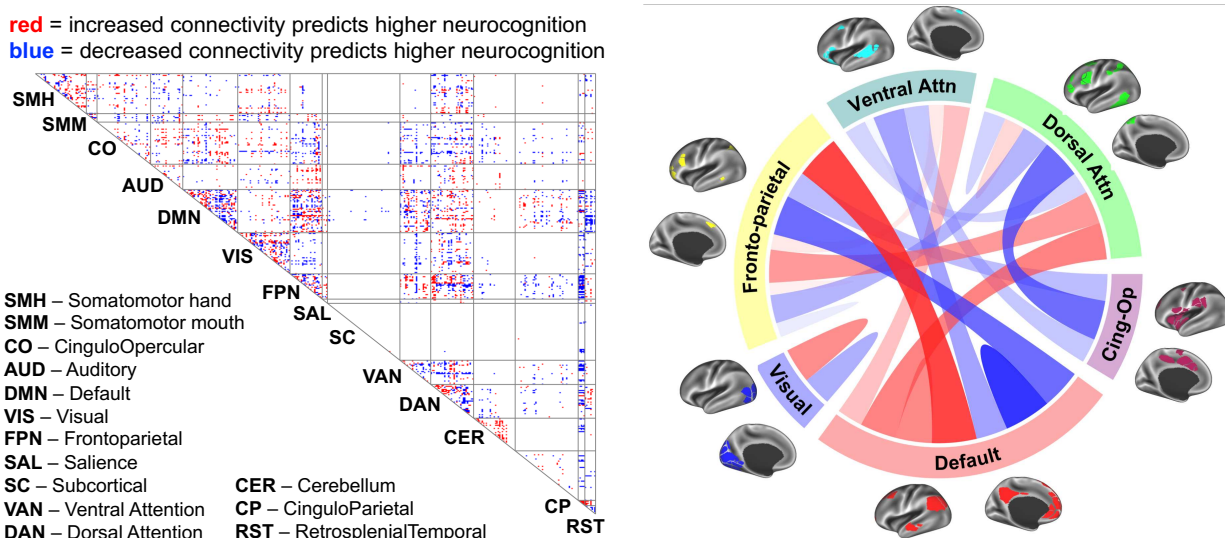 red = increased connectivity predicts higher neurocognition
blue = decreased connectivity predicts higher neurocognition
SMH
SMM
CO
AUD
DMN
VIS
FPN
SAL
SC
VAN
DAN
CER
CP
RST
SMH – Somatomotor hand
SMM – Somatomotor mouth
CO – CinguloOpercular
AUD – Auditory
DMN – Default
VIS – Visual
FPN – Frontoparietal
SAL – Salience
SC – Subcortical
VAN – Ventral Attention
DAN – Dorsal Attention
CER – Cerebellum
CP – CinguloParietal
RST – RetrosplenialTemporal
Ventral Attn
Dorsal Attn
Fronto-parietal
Cing-Op
Visual
Default